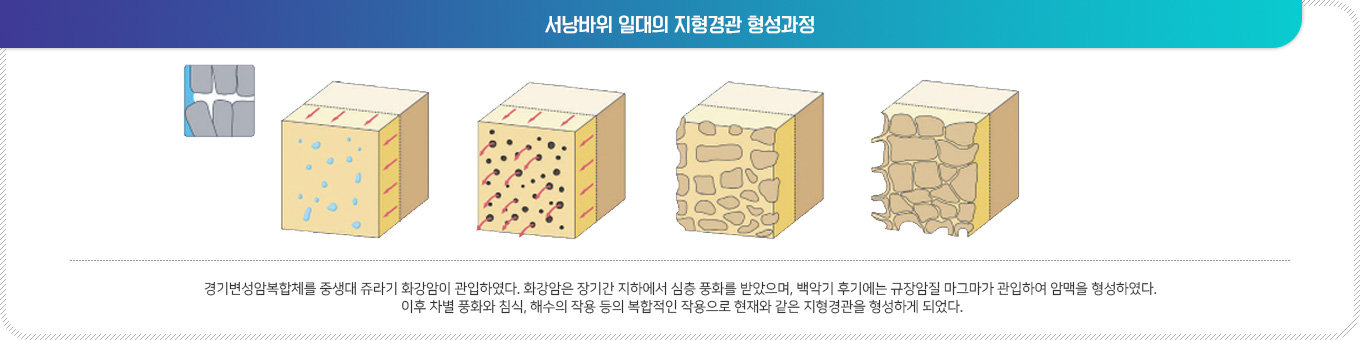 서낭바위 일대의 지형경관 형성과정
경기변성암복합체를 중생대 쥬라기 화강암이 관입하였다. 화강암은 장기간 지하에서 심층 풍화를 받았으며, 백악기 후기에는 규장암질 마그마가 관입하여 암맥을 형성하였다.
이후 차별 풍화와 침식, 해수의 작용 등의 복합적인 작용으로 현재와 같은 지형경관을 형성하게 되었다.